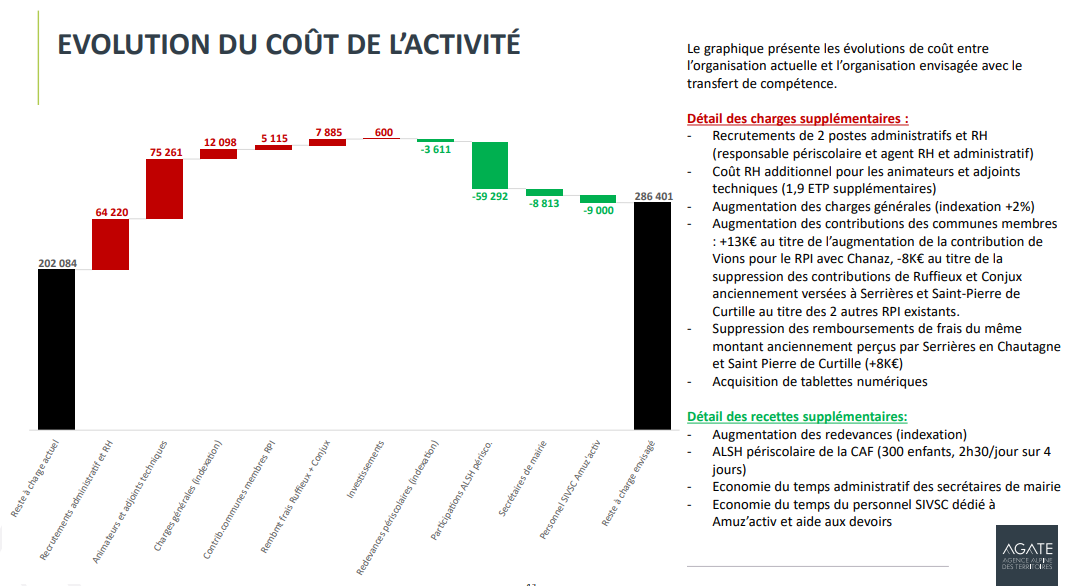 EVOLUTION DU COÛT DE L'ACTIVITÉ
202 084
64 220
75 261
12 098
5 115
7 885
600
-3 611
-59 292
-8 813
-9 000
286 401
Reste à charge actuel
Recrutements administratif et RH
Animateurs et adjoints techniques
Charges générales (indexation)
Contrib.communes membres RPI
Rembmt frais Ruffieux + Conjux
Investissements
Redevances périscolaires (indexation)
Participations ALSH périsco.
Secrétaires de mairie
Personnel SIVSC Amuz'activ
Reste à charge envisagé
Le graphique présente les évolutions de coût entre
l'organisation actuelle et l'organisation envisagée avec le
transfert de compétence.
Détail des charges supplémentaires :
- Recrutements de 2 postes administratifs et RH
(responsable périscolaire et agent RH et administratif)
- Coût RH additionnel pour les animateurs et adjoints
techniques (1,9 ETP supplémentaires)
- Augmentation des charges générales (indexation +2%)
- Augmentation des contributions des communes membres
: +13K€ au titre de l'augmentation de la contribution de
Vions pour le RPI avec Chanaz, -8K€ au titre de la
suppression des contributions de Ruffieux et Conjux
anciennement versées à Serrières et Saint-Pierre de
Curtille au titre des 2 autres RPI existants.
- Suppression des remboursements de frais du même
montant anciennement perçus par Serrières en Chautagne
et Saint Pierre de Curtille (+8K€)
- Acquisition de tablettes numériques
Détail des recettes supplémentaires:
- Augmentation des redevances (indexation)
- ALSH périscolaire de la CAF (300 enfants, 2h30/jour sur 4
jours)
- Economie du temps administratif des secrétaires de mairie
- Economie du temps du personnel SIVSC dédié à
Amuz'activ et aide aux devoirs
AGATE
AGENCE ALPINE
DES TERRITOIRES